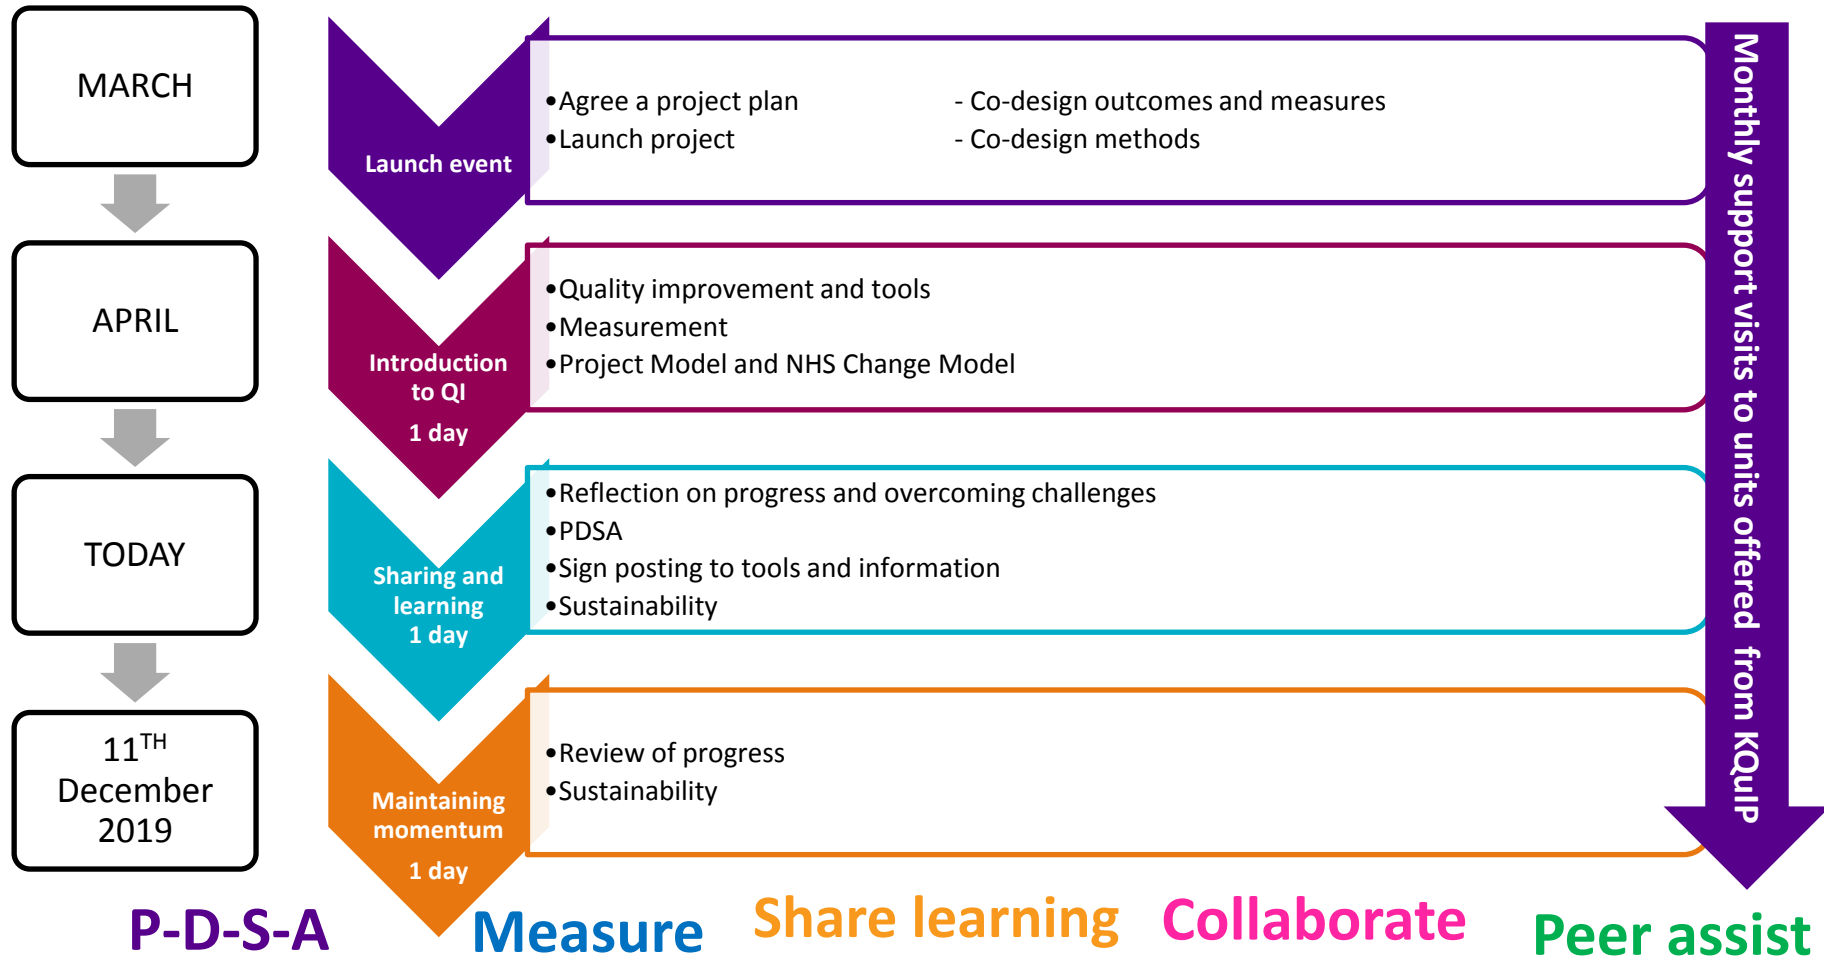 MARCH
Launch event
•Agree a project plan - Co-design outcomes and measures
•Launch project - Co-design methods
APRIL
Introduction
to QI
1 day
•Quality improvement and tools
•Measurement
•Project Model and NHS Change Model
TODAY
Sharing and
learning
1 day
•Reflection on progress and overcoming challenges
•PDSA
•Sign posting to tools and information
•Sustainability
11TH
December
2019
Maintaining
momentum
1 day
•Review of progress
•Sustainability
Monthly support visits to units offered from KQuIP
P-D-S-A
Measure
Share learning
Collaborate
Peer assist